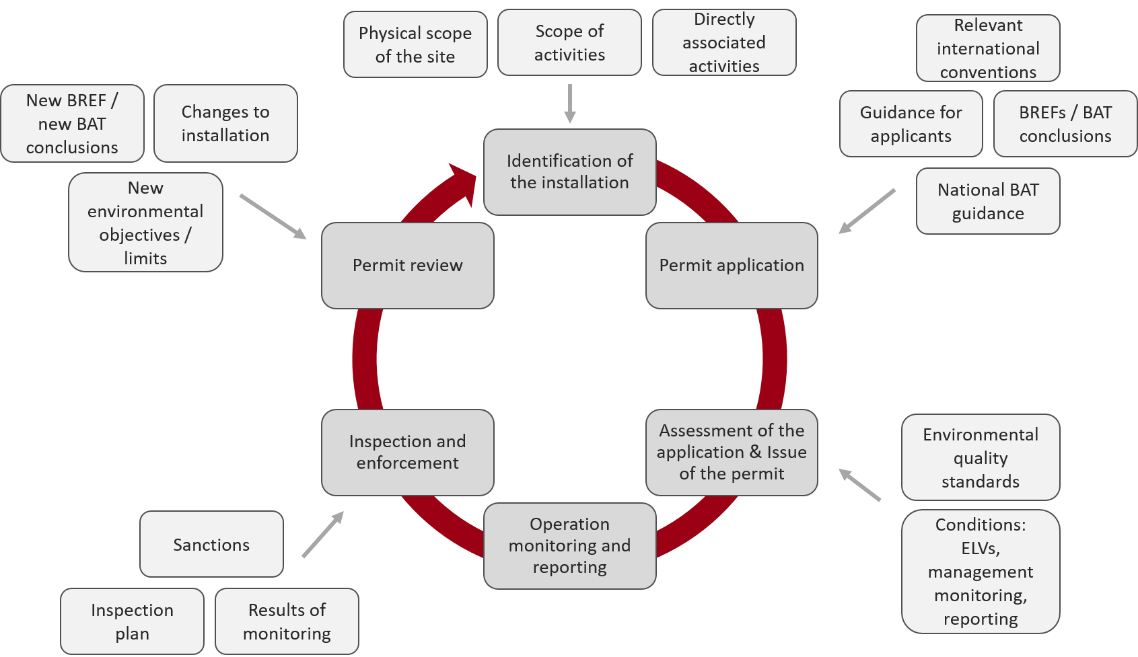 Physical scope
of the site
Scope of
activities
Directly
associated
activities
Relevant
international
conventions
New BREF /
new BAT
conclusions
Changes to
installation
Guidance for
applicants
BREFs / BAT
conclusions
New
environmental
objectives /
limits
National BAT
guidance
Identification of
the installation
Permit review
Permit application
Inspection and
enforcement
Assessment of the
application & Issue
of the permit
Environmental
quality
standards
Operation
monitoring and
reporting
Conditions:
ELVs,
management
monitoring,
reporting
Sanctions
Inspection
plan
Results of
monitoring